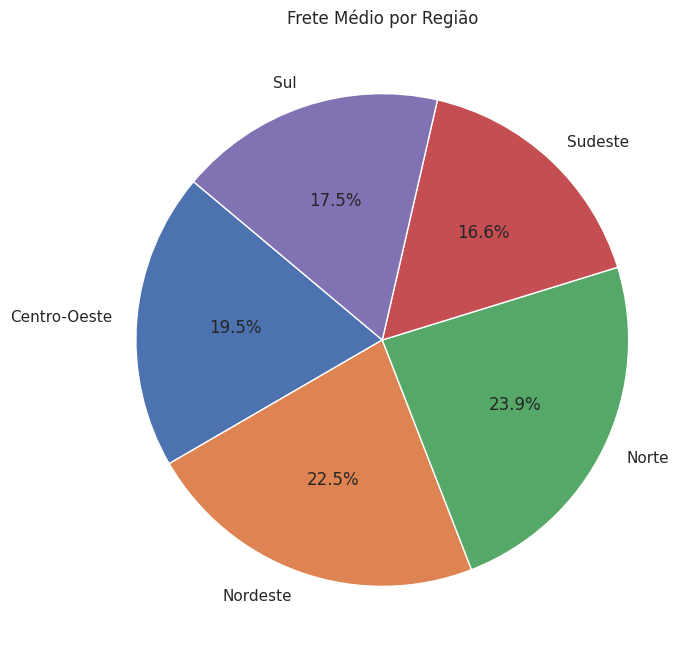 Frete Médio por Região
Sul
Sudeste
17.5%
16.6%
Centro-Oeste
19.5%
23.9%
Norte
22.5%
Nordeste